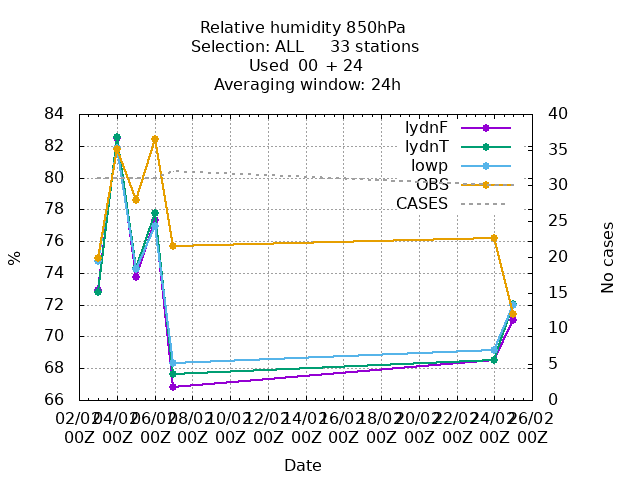 Relative humidity 850hPa
Selection: ALL 33 stations
Used 00 + 24
Averaging window: 24h
84 40
82 35
80 30
78 25
76 20
74 15
72 10
70 5
68 0
66
lydnF
lydnT
lowp
OBS
CASES
%
No cases
02/02 04/02 06/02 08/02 10/02 12/02 14/02 16/02 18/02 20/02 22/02 24/02 26/02
00Z 00Z 00Z 00Z 00Z 00Z 00Z 00Z 00Z 00Z 00Z 00Z 00Z
Date